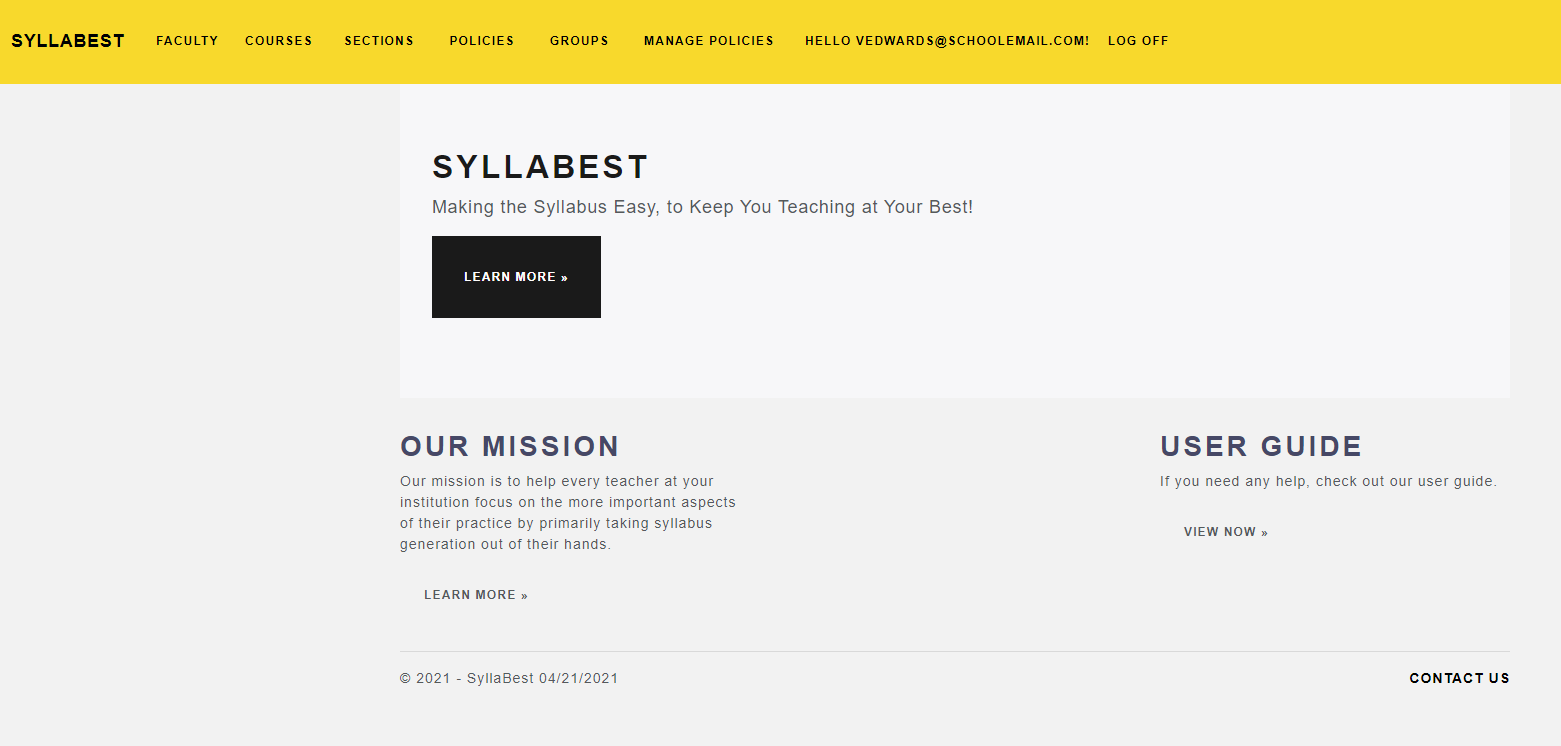 SYLLABEST FACULTY COURSES SECTIONS POLICIES GROUPS MANAGE POLICIES HELLO VEDWARDS@SCHOOLEMAIL.COM! LOG OFF
SYLLABEST
Making the Syllabus Easy, to Keep You Teaching at Your Best!
LEARN MORE »
OUR MISSION
Our mission is to help every teacher at your
institution focus on the more important aspects
of their practice by primarily taking syllabus
generation out of their hands.
LEARN MORE »
USER GUIDE
If you need any help, check out our user guide.
VIEW NOW »
© 2021 - SyllaBest 04/21/2021
CONTACT US